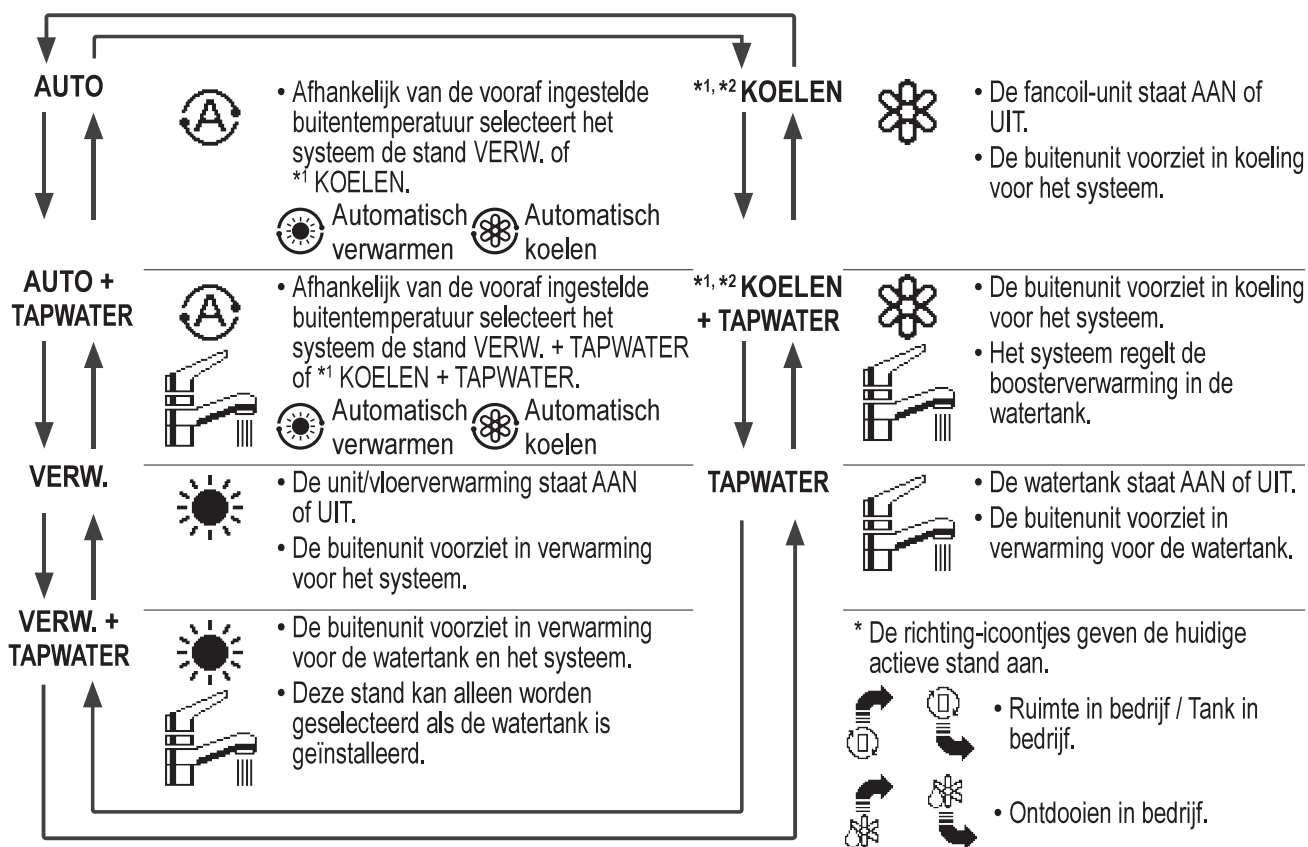 AUTO
A
• Afhankelijk van de vooraf ingestelde
buitentemperatuur selecteert het
systeem de stand VERW. of
*1 KOELEN.
Automatisch
verwarmen
Automatisch
koelen
AUTO +
TAPWATER
A
• Afhankelijk van de vooraf ingestelde
buitentemperatuur selecteert het
systeem de stand VERW. + TAPWATER
of *1 KOELEN + TAPWATER.
Automatisch
verwarmen
Automatisch
koelen
VERW.
• De unit/vloerverwarming staat AAN
of UIT.
• De buitenunit voorziet in verwarming
voor het systeem.
VERW. +
TAPWATER
• De buitenunit voorziet in verwarming
voor de watertank en het systeem.
• Deze stand kan alleen worden
geselecteerd als de watertank is
geïnstalleerd.
*1, *2 KOELEN
• De fancoil-unit staat AAN of
UIT.
• De buitenunit voorziet in koeling
voor het systeem.
*1, *2 KOELEN
+ TAPWATER
• De buitenunit voorziet in koeling
voor het systeem.
• Het systeem regelt de
boosterverwarming in de
watertank.
TAPWATER
• De watertank staat AAN of UIT.
• De buitenunit voorziet in
verwarming voor de watertank.
* De richting-icoontjes geven de huidige
actieve stand aan.
• Ruimte in bedrijf / Tank in
bedrijf.
• Ontdooien in bedrijf.